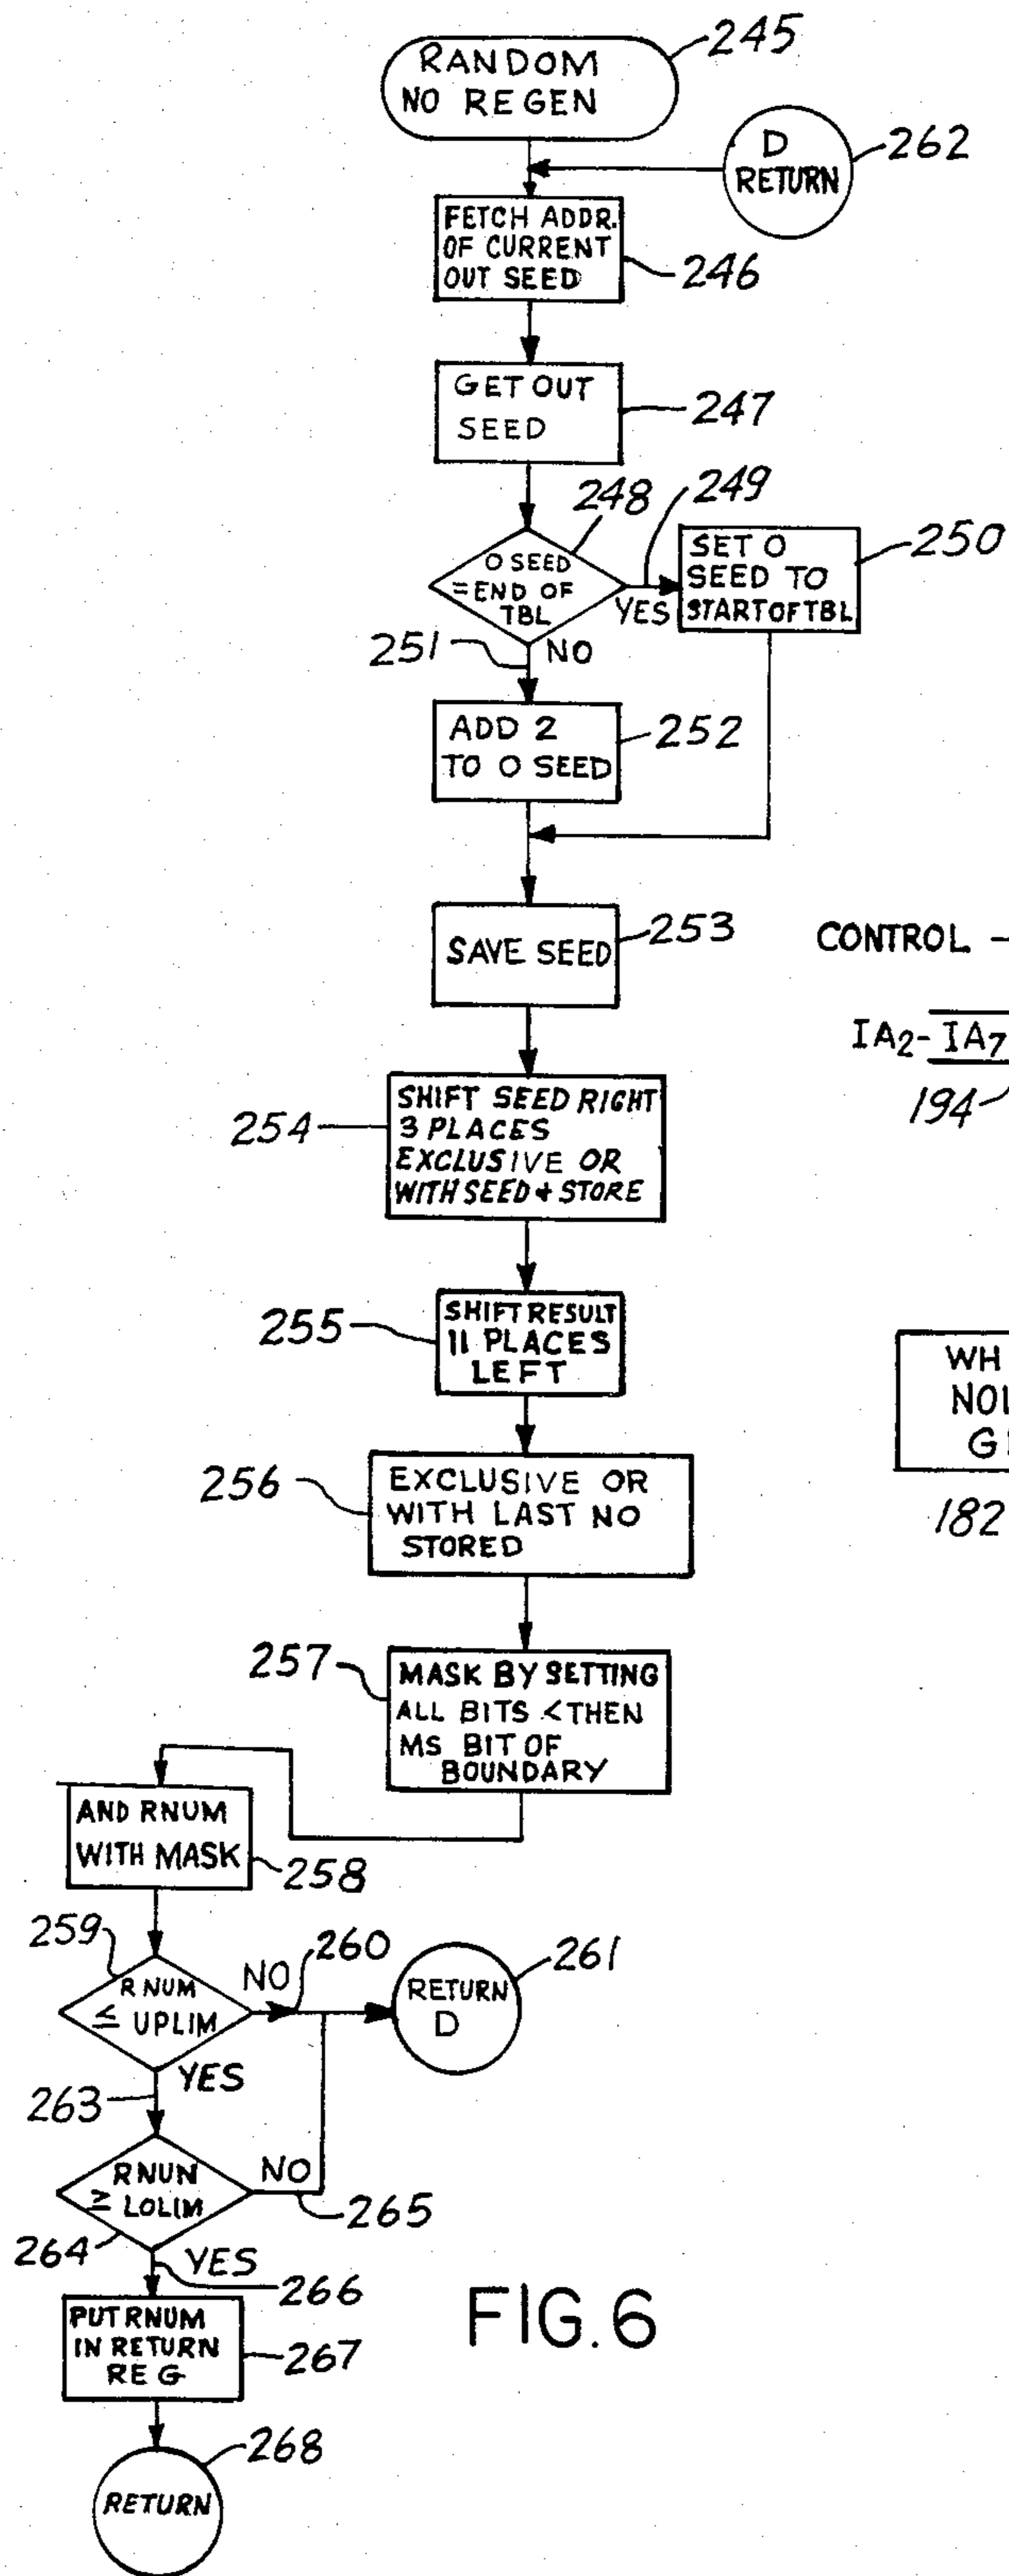 245
RANDOM
NO REGEN
D
RETURN
262
FETCH ADDR.
OF CURRENT
OUT SEED
246
GET OUT
SEED
247
248
249
O SEED
=END OF
TBL
YES
SET O
SEED TO
START OF TBL
250
251
NO
ADD 2
TO O SEED
252
SAVE SEED
253
CONTROL
IA2-IA7
194
254
SHIFT SEED RIGHT
3 PLACES
EXCLUSIVE OR
WITH SEED + STORE
255
SHIFT RESULT
11 PLACES
LEFT
WH
NOI
G
182
256
EXCLUSIVE OR
WITH LAST NO
STORED
257
MASK BY SETTING
ALL BITS < THEN
MS BIT OF
BOUNDARY
AND RNUM
WITH MASK
258
259
RNUM
≤ UPLIM
NO
260
RETURN
D
261
YES
263
RNUN
≥ LOLIM
NO
265
264
YES
266
PUT RNUM
IN RETURN
REG
267
FIG.6
268
RETURN